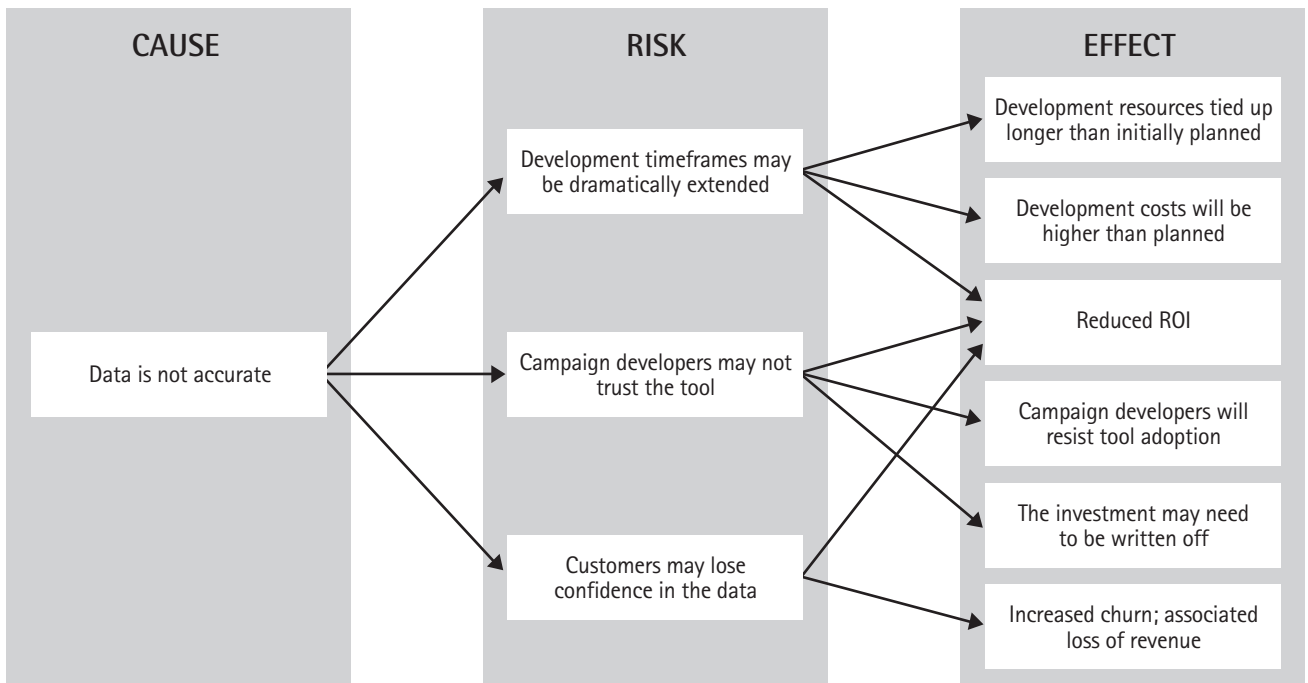 CAUSE
Data is not accurate
RISK
Development timeframes may
be dramatically extended
Campaign developers may not
trust the tool
Customers may lose
confidence in the data
EFFECT
Development resources tied up
longer than initially planned
Development costs will be
higher than planned
Reduced ROI
Campaign developers will
resist tool adoption
The investment may need
to be written off
Increased churn; associated
loss of revenue